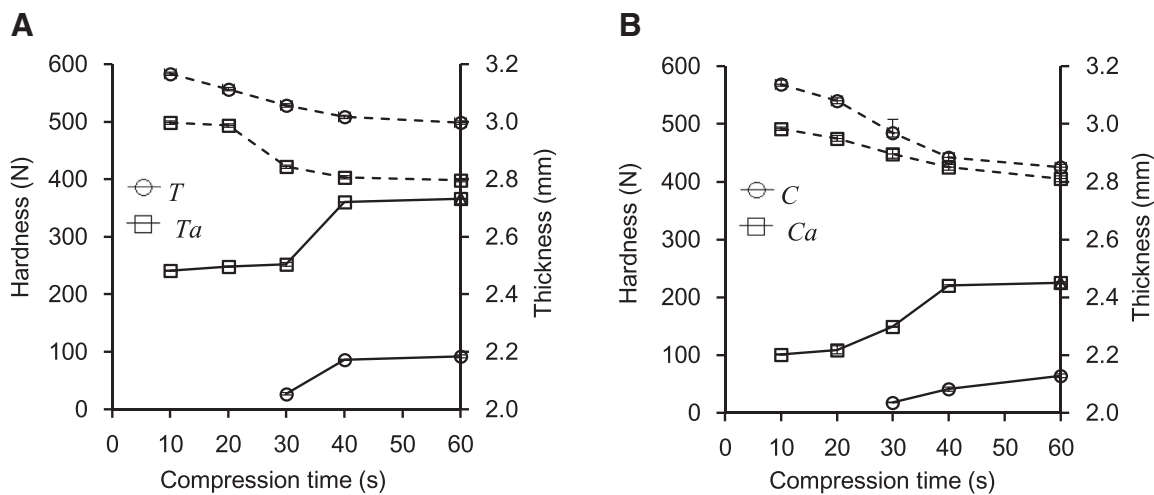 A
600
500
400
300
200
100
0
Hardness (N)
T
Ta
3.2
3.0
2.8
2.6
2.4
2.2
2.0
Thickness (mm)
0 10 20 30 40 50 60
Compression time (s)
B
600
500
400
300
200
100
0
Hardness (N)
C
Ca
3.2
3.0
2.8
2.6
2.4
2.2
2.0
Thickness (mm)
0 10 20 30 40 50 60
Compression time (s)